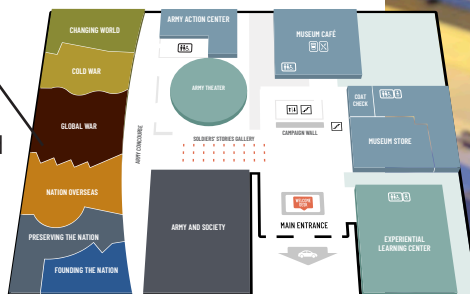 CHANGING WORLD
COLD WAR
GLOBAL WAR
NATION OVERSEAS
PRESERVING THE NATION
FOUNDING THE NATION
ARMY CONCOURSE
ARMY ACTION CENTER
ARMY THEATER
SOLDIERS' STORIES GALLERY
ARMY AND SOCIETY
MUSEUM CAFÉ
CAMPAIGN WALL
COAT
CHECK
MUSEUM STORE
WELCOME
DESK
MAIN ENTRANCE
EXPERIENTIAL
LEARNING CENTER